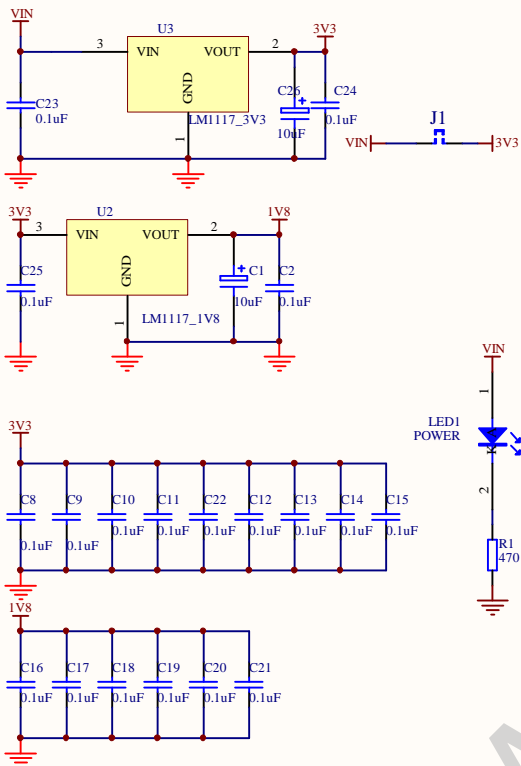 VIN
U3
3 VIN VOUT 2
3V3
GND
C23
0.1uF
C26
10uF
C24
0.1uF
LM1117_3V3
1
J1
VIN 3V3
3V3
U2
3 VIN VOUT 2
1V8
GND
C25
0.1uF
C1
10uF
C2
0.1uF
1
LM1117_1V8
VIN
1
LED1
POWER
2
R1
470
3V3
C8 C9 C10 C11 C22 C12 C13 C14 C15
0.1uF 0.1uF 0.1uF 0.1uF 0.1uF 0.1uF 0.1uF 0.1uF 0.1uF
1V8
C16 C17 C18 C19 C20 C21
0.1uF 0.1uF 0.1uF 0.1uF 0.1uF 0.1uF